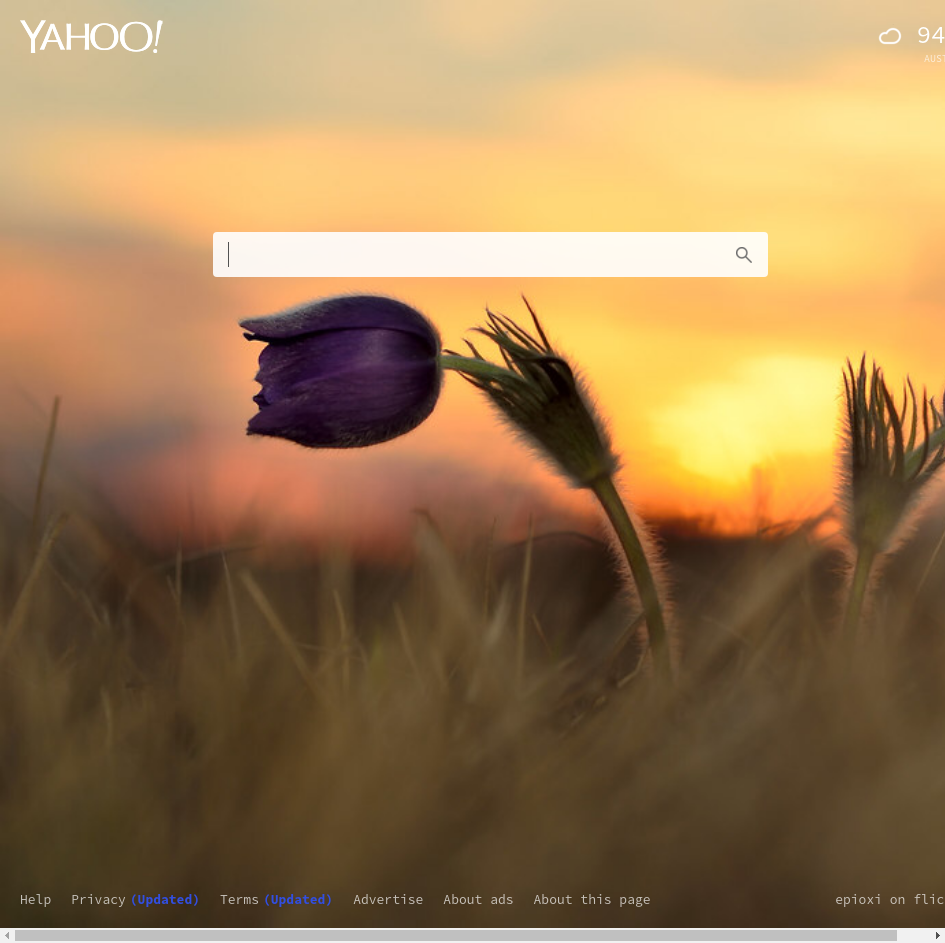 YAHOO!
94
AUST
Help Privacy (Updated) Terms (Updated) Advertise About ads About this page
epioxi on flic